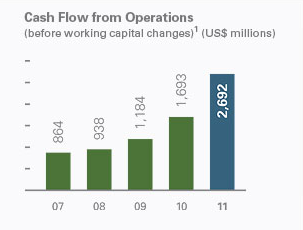 Cash Flow from Operations
(before working capital changes)1 (US$ millions)
864
938
1,184
1,693
2,692
07 08 09 10 11